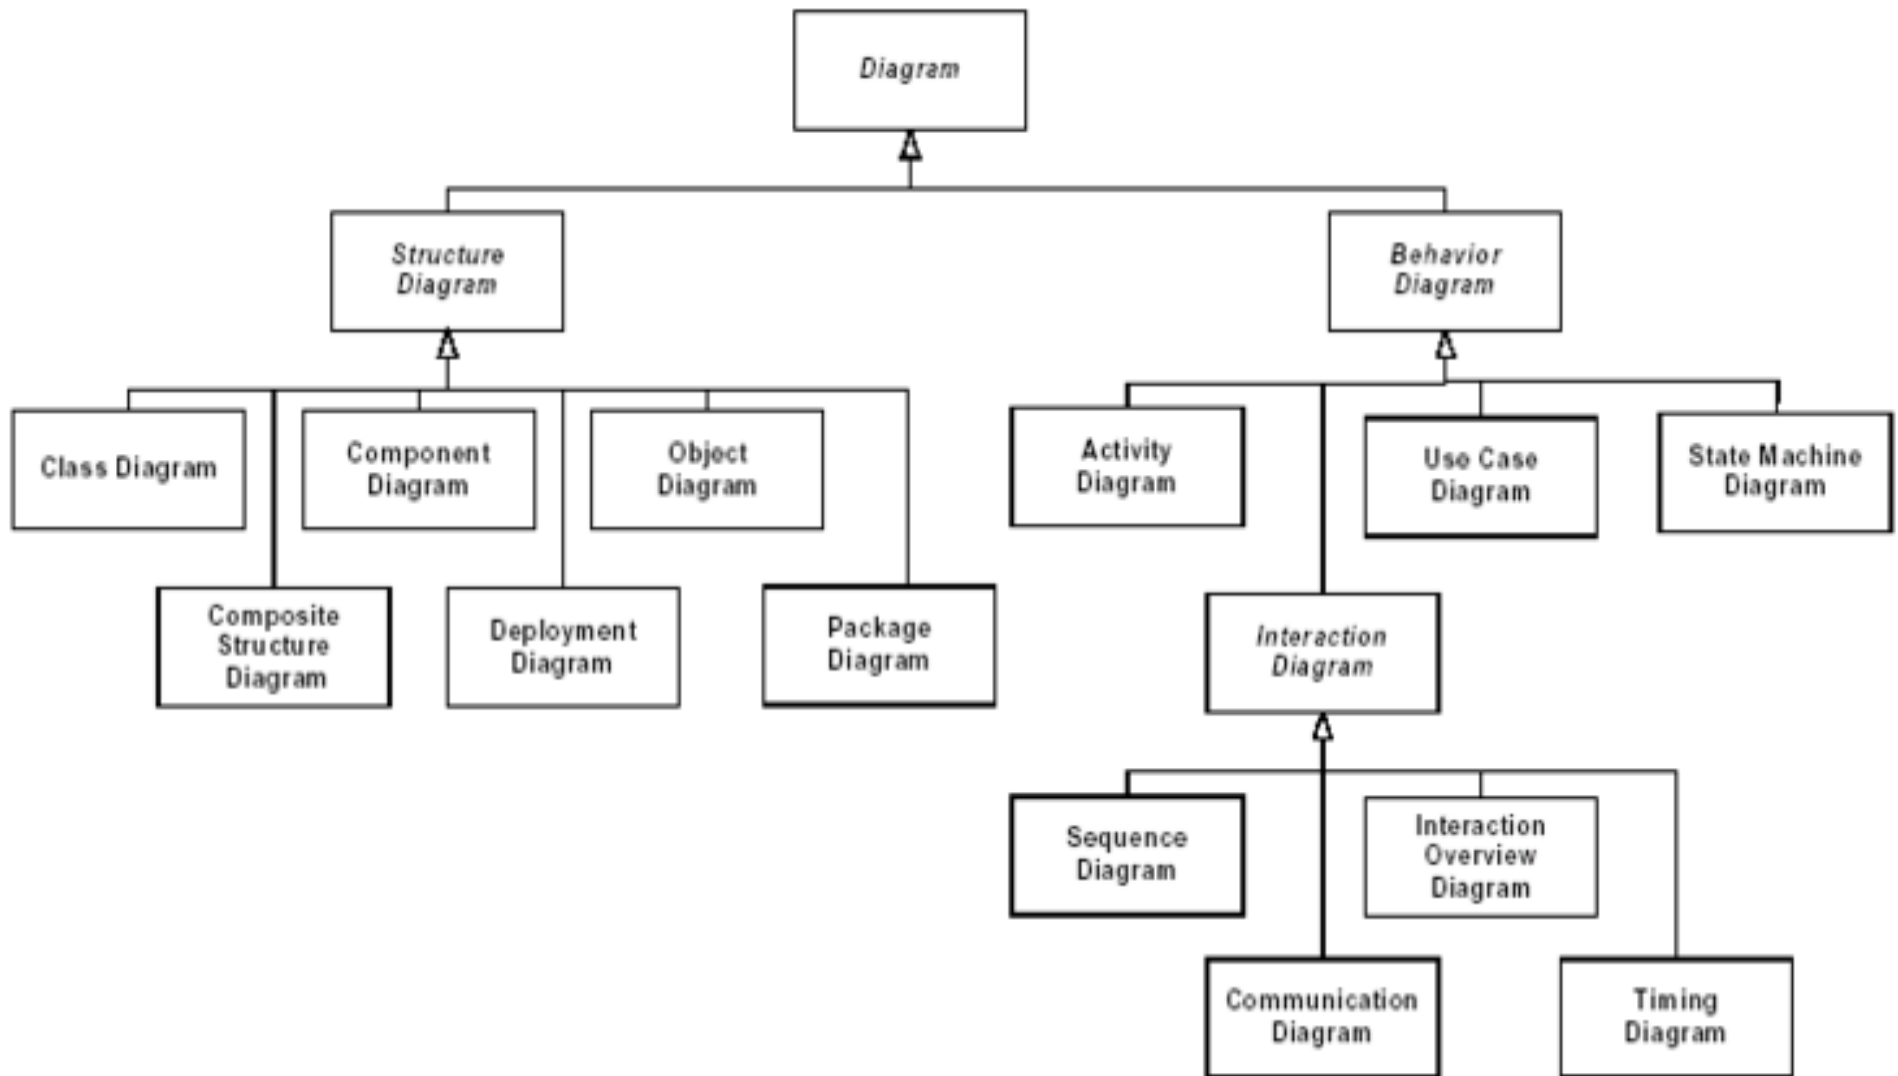 Diagram
Structure
Diagram
Behavior
Diagram
Class Diagram
Component
Diagram
Object
Diagram
Activity
Diagram
Use Case
Diagram
State Machine
Diagram
Composite
Structure
Diagram
Deployment
Diagram
Package
Diagram
Interaction
Diagram
Sequence
Diagram
Interaction
Overview
Diagram
Communication
Diagram
Timing
Diagram